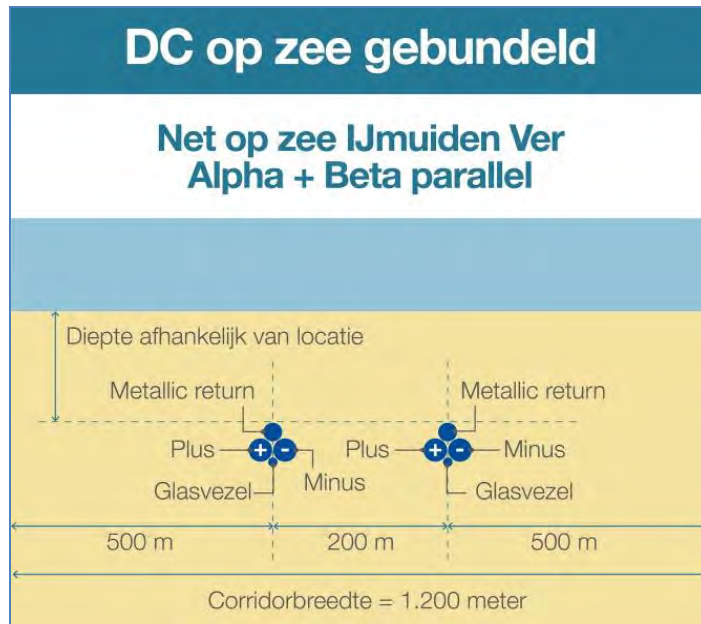 DC op zee gebundeld
Net op zee IJmuiden Ver
Alpha + Beta parallel
Diepte afhankelijk van locatie
Metallic return
Metallic return
Plus
+
-
Minus
Plus
+
-
Minus
Glasvezel
Glasvezel
500 m
200 m
500 m
Corridorbreedte = 1.200 meter